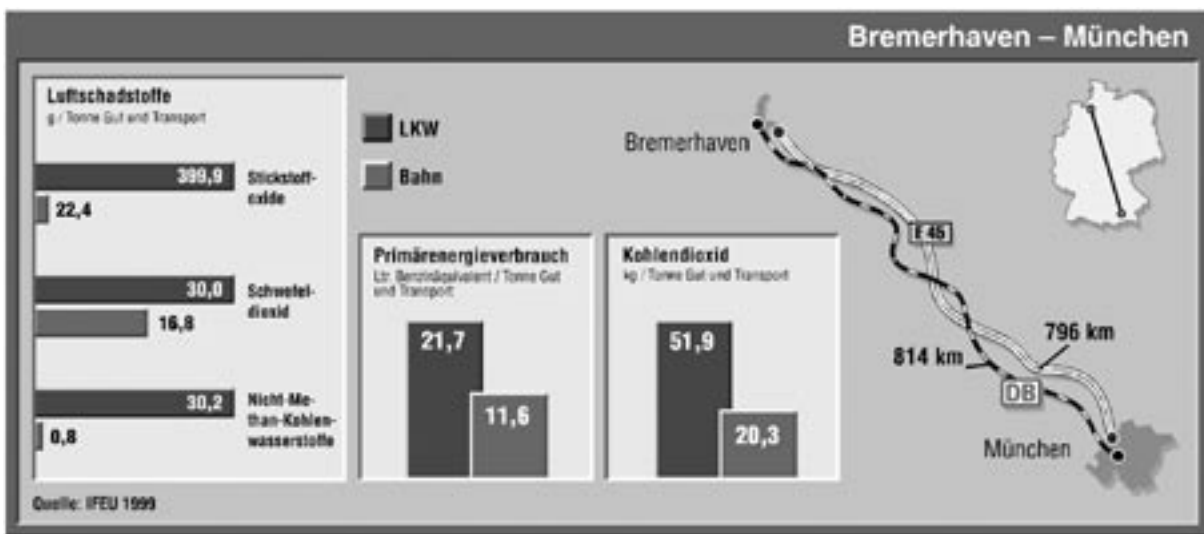 Bremerhaven – München
Luftschadstoffe
g / Tonne Gut und Transport
399,9
Stickstoff-
oxide
22,4
30,0
Schwefel-
dioxid
16,8
30,2
Nicht-Me-
than-Kohlen-
wasserstoffe
0,8
Quelle: IFEU 1999
LKW
Bahn
Primärenergieverbrauch
Ltr. Benzinäquivalent / Tonne Gut
und Transport
21,7
11,6
Kohlendioxid
kg / Tonne Gut und Transport
51,9
20,3
Bremerhaven
E 45
796 km
814 km
DB
München